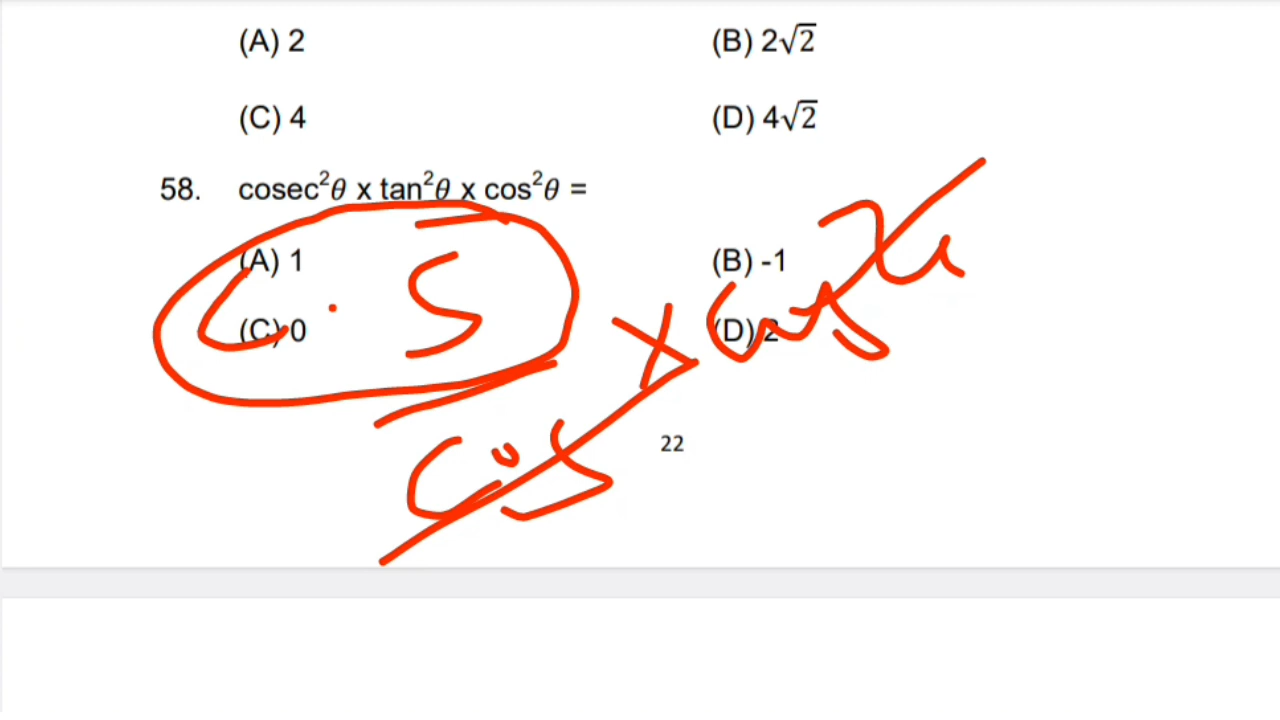 (A) 2 (B) 2√2
(C) 4 (D) 4√2
58. cosec²θ x tan²θ x cos²θ =
(A) 1 (B) -1
(C) 0 (D) 2
22